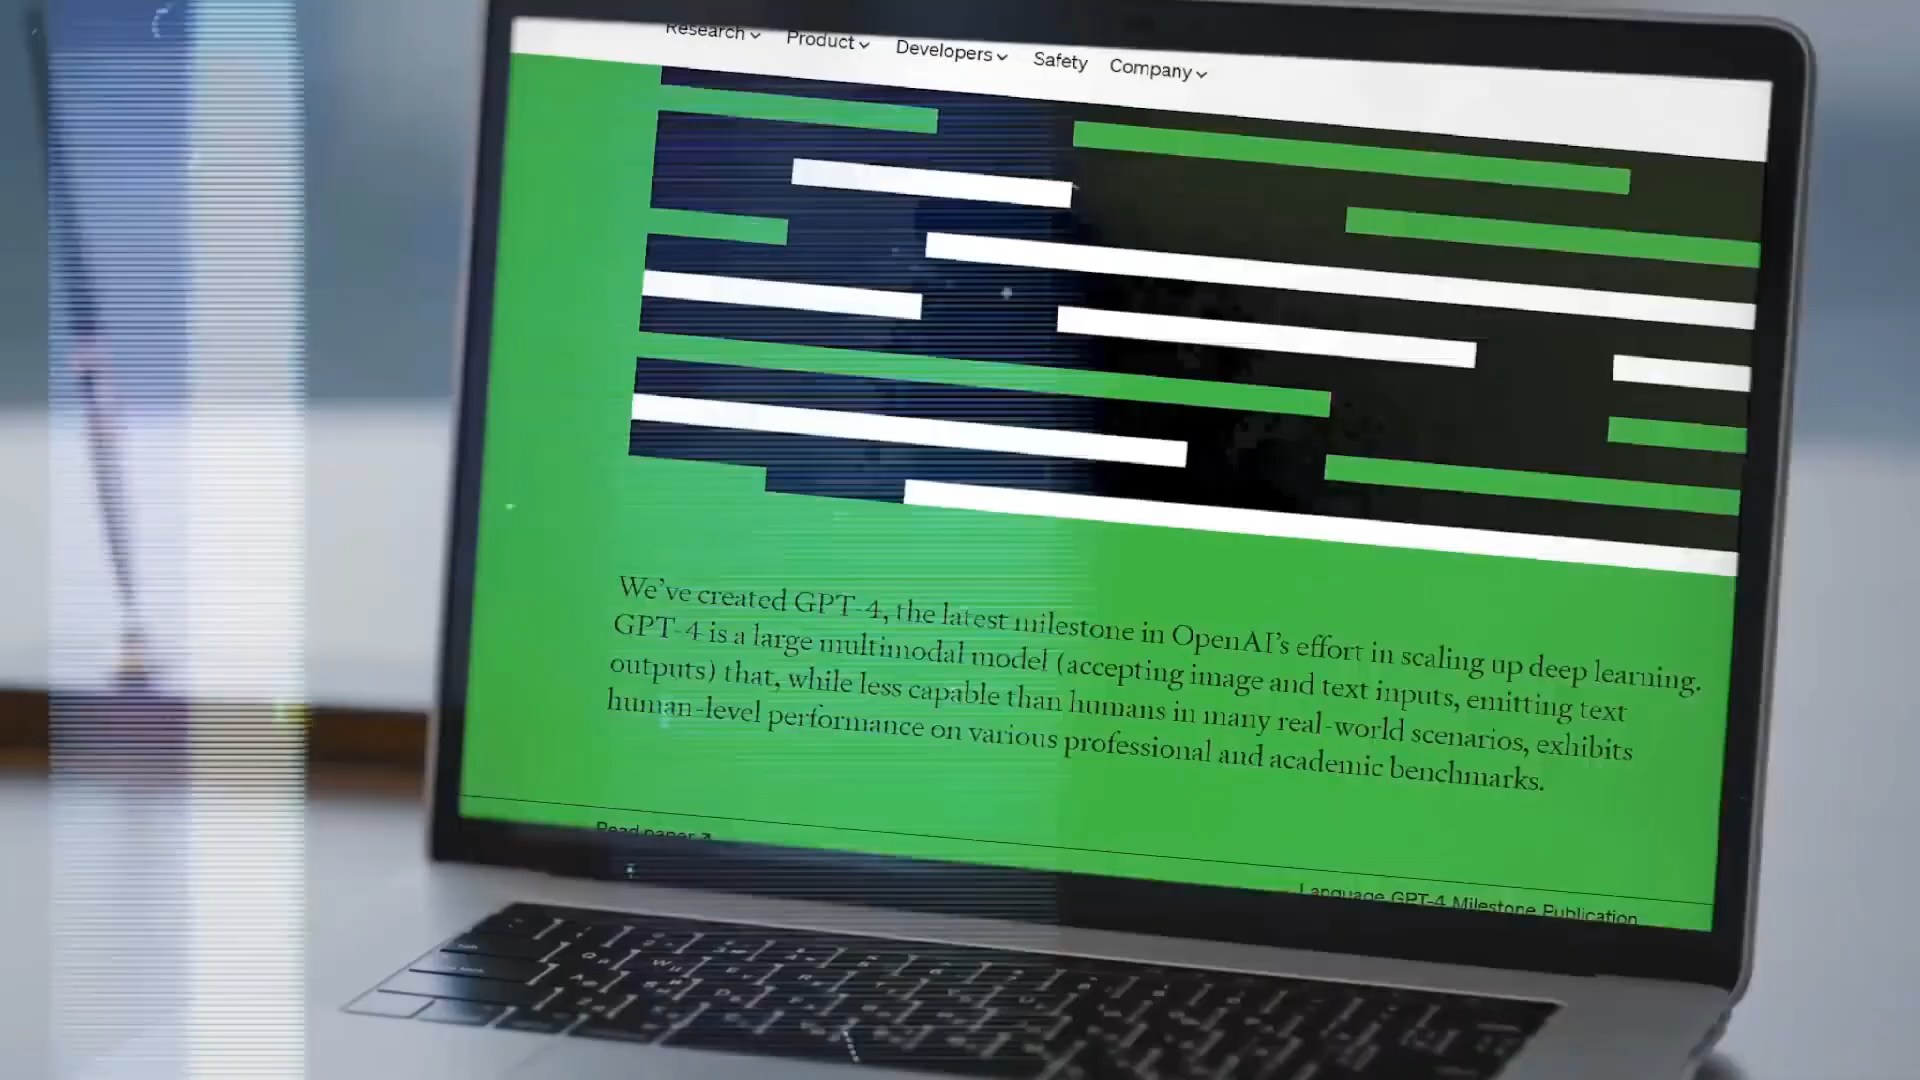 Research Product Developers Safety Company
We've created GPT-4, the latest milestone in OpenAI's effort in scaling up deep learning.
GPT-4 is a large multimodal model (accepting image and text inputs, emitting text
outputs) that, while less capable than humans in many real-world scenarios, exhibits
human-level performance on various professional and academic benchmarks.
Read paper ↗
Language GPT-4 Milestone Publication